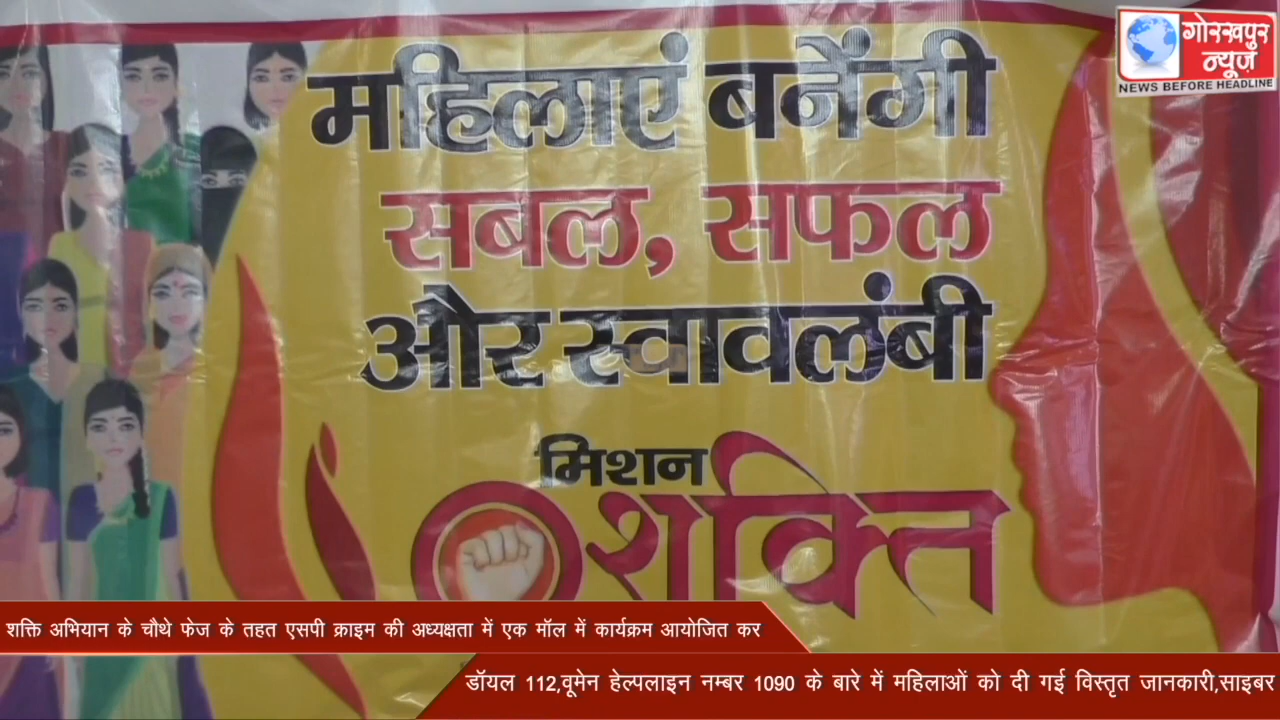 गोरखपुर
न्यूज
NEWS BEFORE HEADLINE
महिलाएं बनेंगी
सबल, सफल
और स्वावलंबी
मिशन
शक्ति
शक्ति अभियान के चौथे फेज के तहत एसपी क्राइम की अध्यक्षता में एक मॉल में कार्यक्रम आयोजित कर
डॉयल 112,वूमेन हेल्पलाइन नम्बर 1090 के बारे में महिलाओं को दी गई विस्तृत जानकारी,साइबर